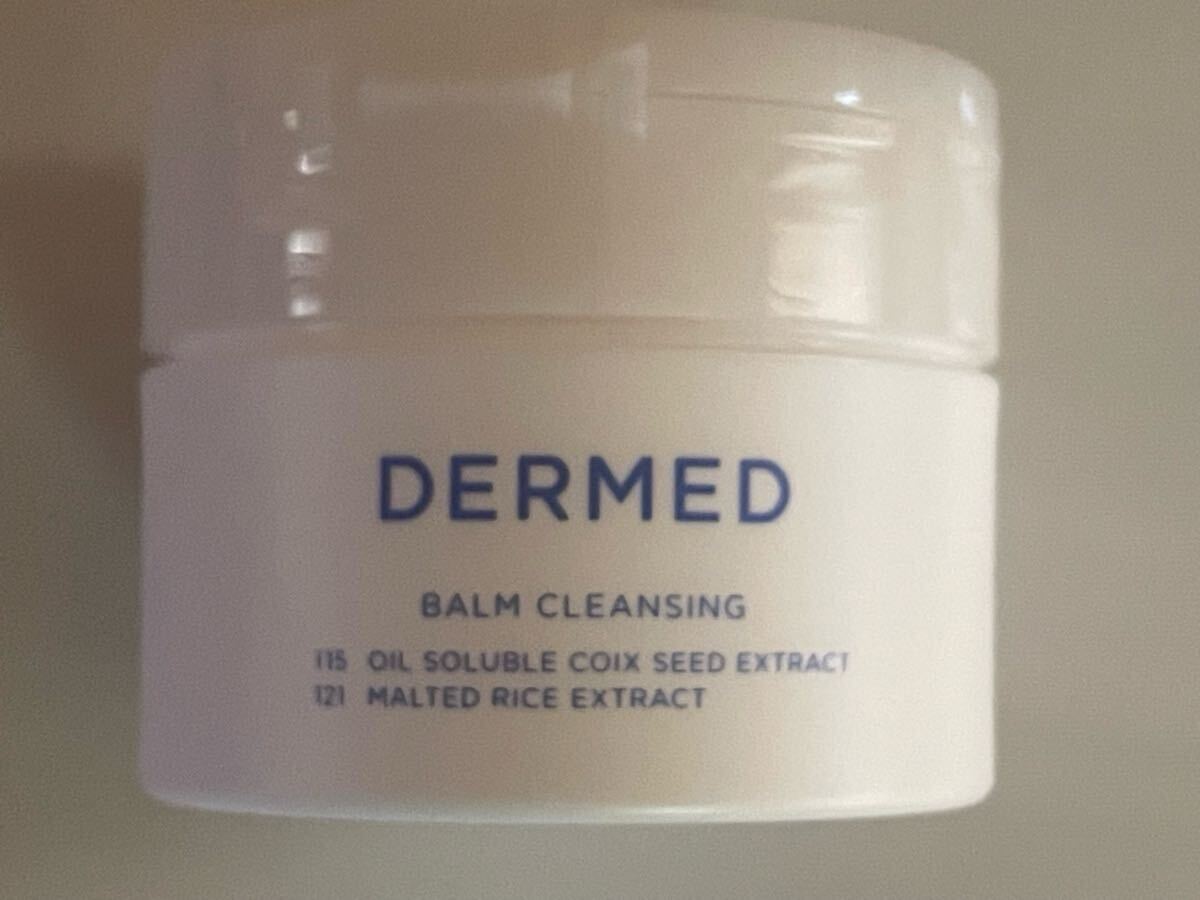 DERMED
BALM CLEANSING
115 OIL SOLUBLE COIX SEED EXTRACT
121 MALTED RICE EXTRACT